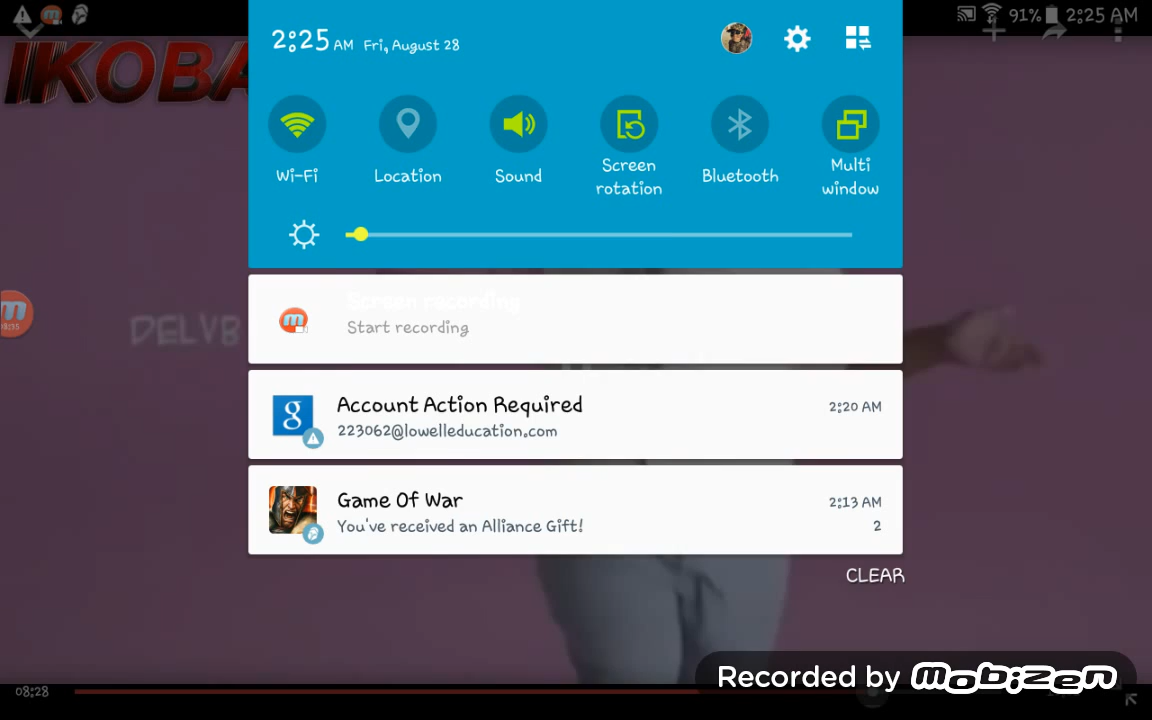 91% 2:25 AM
2:25 AM Fri, August 28
IKOBA
Wi-Fi
Location
Sound
Screen
rotation
Bluetooth
Multi
window
Screen recording
Start recording
m
08:35
DELVB
Account Action Required
2:20 AM
223062@lowelleducation.com
Game Of War
2:13 AM
You've received an Alliance Gift!
2
CLEAR
Recorded by mobizen
08:28